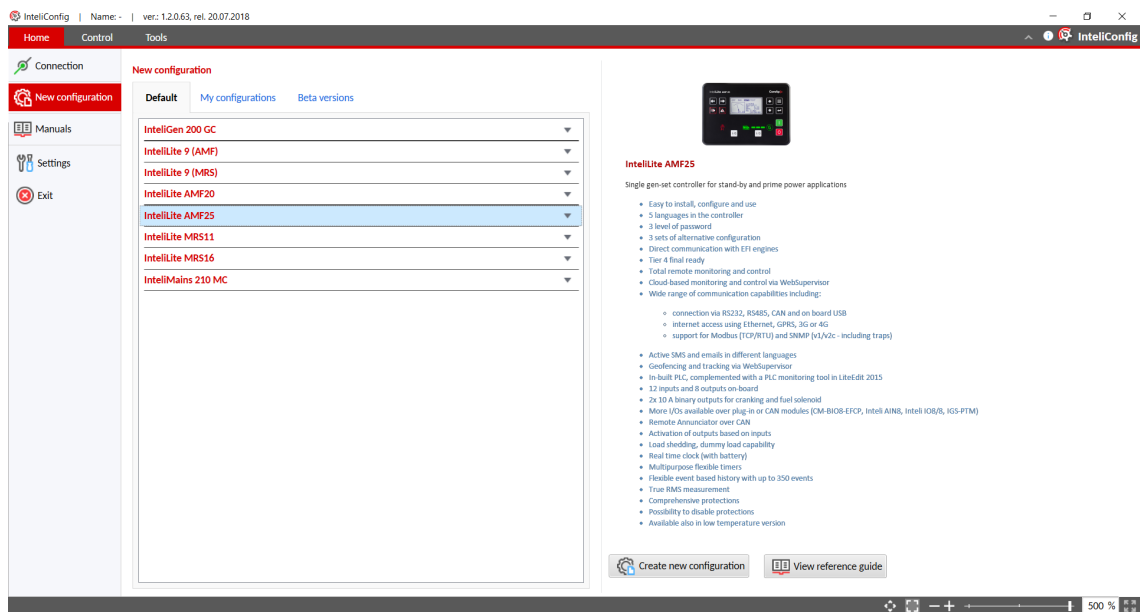 InteliConfig | Name: - | ver.: 1.2.0.63, rel. 20.07.2018
Home Control Tools InteliConfig
Connection
New configuration
Manuals
Settings
Exit
New configuration
Default My configurations Beta versions
InteliGen 200 GC
InteliLite 9 (AMF)
InteliLite 9 (MRS)
InteliLite AMF20
InteliLite AMF25
InteliLite MRS11
InteliLite MRS16
InteliMains 210 MC
InteliLite AMF25
Single gen-set controller for stand-by and prime power applications
Easy to install, configure and use
5 languages in the controller
3 level of password
3 sets of alternative configuration
Direct communication with EFI engines
Tier 4 final ready
Total remote monitoring and control
Cloud-based monitoring and control via WebSupervisor
Wide range of communication capabilities including:
connection via RS232, RS485, CAN and on board USB
internet access using Ethernet, GPRS, 3G or 4G
support for Modbus (TCP/RTU) and SNMP (v1/v2c - including traps)
Active SMS and emails in different languages
Geofencing and tracking via WebSupervisor
In-built PLC, complemented with a PLC monitoring tool in LiteEdit 2015
12 inputs and 8 outputs on-board
2x 10 A binary outputs for cranking and fuel solenoid
More I/Os available over plug-in or CAN modules (CM-BIO8-EFCP, Inteli AIN8, Inteli IO8/8, IGS-PTM)
Remote Annunciator over CAN
Activation of outputs based on inputs
Load shedding, dummy load capability
Real time clock (with battery)
Multipurpose flexible timers
Flexible event based history with up to 350 events
True RMS measurement
Comprehensive protections
Possibility to disable protections
Available also in low temperature version
Create new configuration View reference guide
500 %